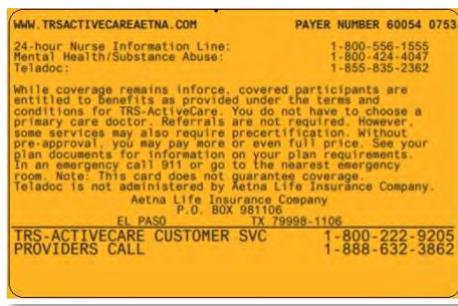 WWW.TRSACTIVECAREAETNA.COM PAYER NUMBER 60054 0753
24-hour Nurse Information Line: 1-800-556-1555
Mental Health/Substance Abuse: 1-800-424-4047
Teladoc: 1-855-835-2362
While coverage remains inforce, covered participants are
entitled to benefits as provided under the terms and
conditions for TRS-ActiveCare. You do not have to choose a
primary care doctor. Referrals are not required. However,
some services may also require precertification. Without
pre-approval, you may pay more or even full price. See your
plan documents for information on your plan requirements.
In an emergency call 911 or go to the nearest emergency
room. Note: This card does not guarantee coverage.
Teladoc is not administered by Aetna Life Insurance Company.
Aetna Life Insurance Company
P.O. BOX 981106
EL PASO TX 79998-1106
TRS-ACTIVECARE CUSTOMER SVC 1-800-222-9205
PROVIDERS CALL 1-888-632-3862